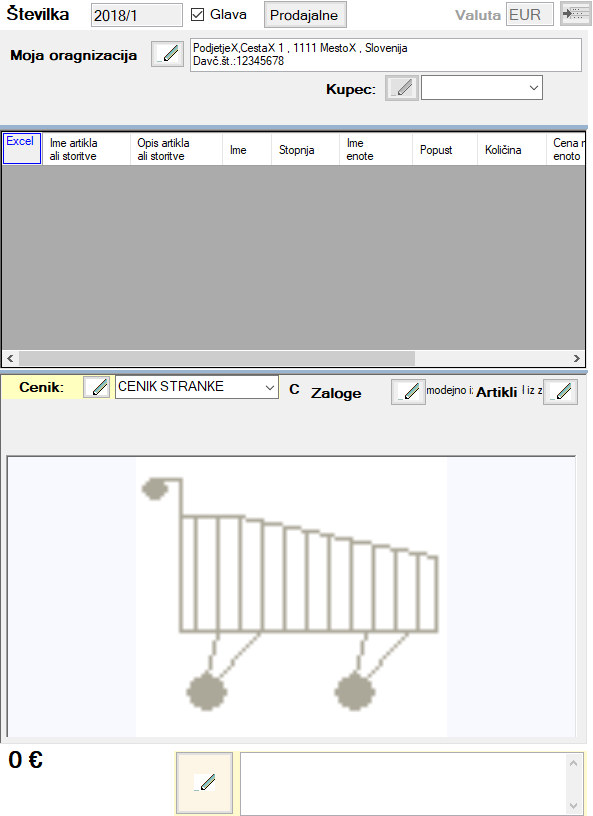 Številka 2018/1 Glava Prodajalne Valuta EUR
Moja oragnizacija
PodjetjeX,CestaX 1 , 1111 MestoX , Slovenija
Davč.št.:12345678
Kupec:
Excel
Ime artikla
ali storitve
Opis artikla
ali storitve
Ime
Stopnja
Ime
enote
Popust
Količina
Cena
enoto
Cenik: CENIK STRANKE C Zaloge modejno Artikli iz z
0 €